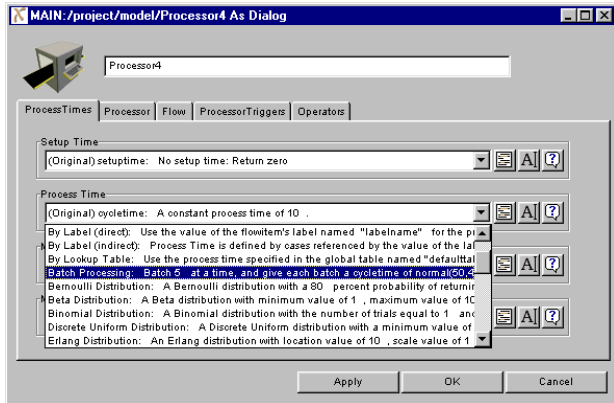 MAIN:/project/model/Processor4 As Dialog
Processor4
ProcessTimes Processor Flow ProcessorTriggers Operators
Setup Time
(Original) setuptime: No setup time: Return zero
Process Time
(Original) cycletime: A constant process time of 10 .
By Label (direct): Use the value of the flowitem's label named "labelname" for the
By Label (indirect): Process Time is defined by cases referenced by the value of the
By Lookup Table: Use the process time specified in the global table named
Batch Processing: Batch 5 at a time, and give each batch a cycletime of normal(50,4
Bernoulli Distribution: A Bernoulli distribution with a 80 percent probability of
Beta Distribution: A Beta distribution with minimum value of 1 , maximum value of 10
Binomial Distribution: A Binomial distribution with the number of trials equal to 1
Discrete Uniform Distribution: A Discrete Uniform distribution with a minimum value of
Erlang Distribution: An Erlang distribution with location value of 10 , scale value of 1
Apply OK Cancel